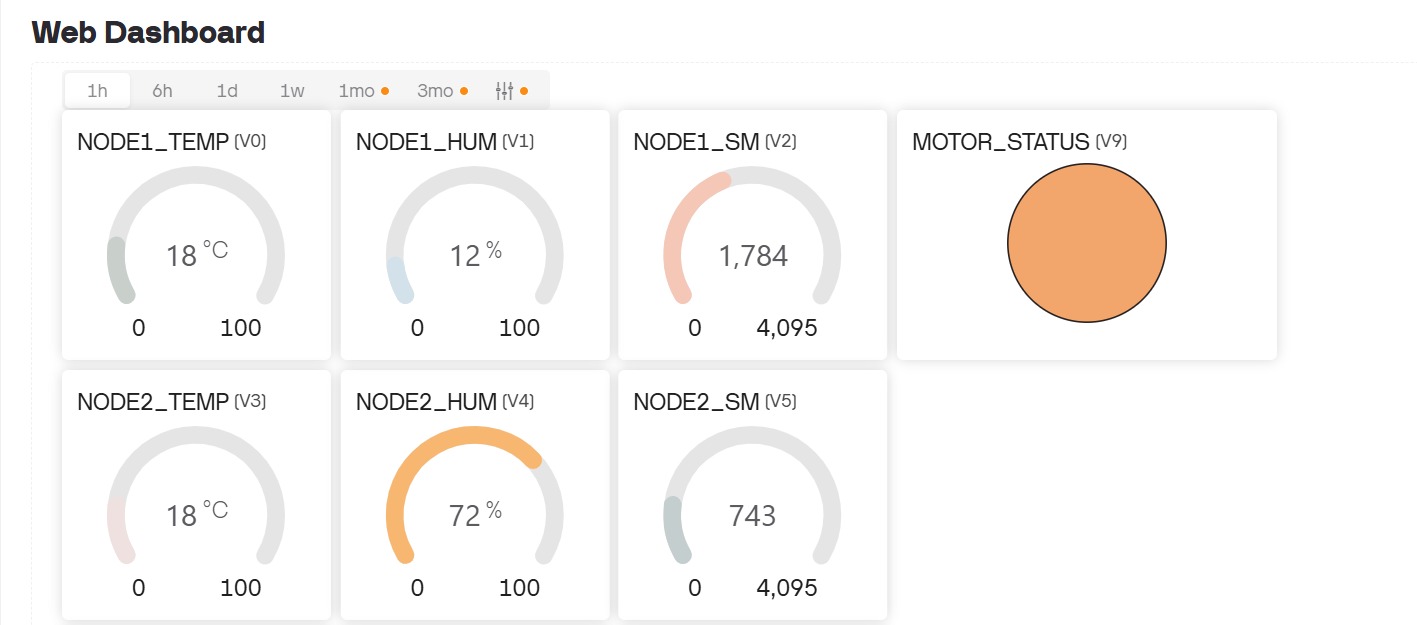 Web Dashboard
1h 6h 1d 1w 1mo 3mo
NODE1_TEMP (V0) NODE1_HUM (V1) NODE1_SM (V2) MOTOR_STATUS (V9)
18 °C 12 % 1,784
0 100 0 100 0 4,095
NODE2_TEMP (V3) NODE2_HUM (V4) NODE2_SM (V5)
18 °C 72 % 743
0 100 0 100 0 4,095